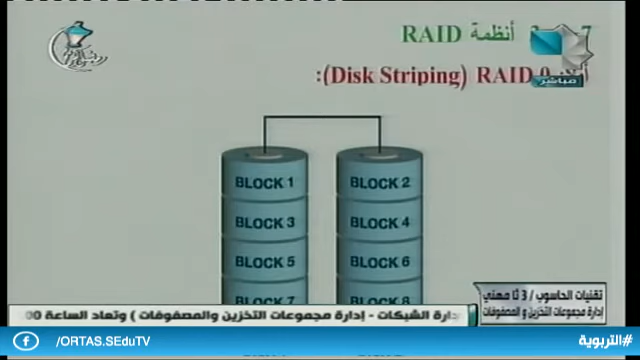 أنظمة RAID
RAID 0 (Disk Striping):
مباشر
BLOCK 1
BLOCK 2
BLOCK 3
BLOCK 4
BLOCK 5
BLOCK 6
BLOCK 7
BLOCK 8
تقنيات الحاسوب / 3 ثا مهني
إدارة مجموعات التخزين و المصفوفات
دارة الشبكات - إدارة مجموعات التخزين والمصفوفات ) وتعاد الساعة
/ORTAS.SEduTV
#التربوية